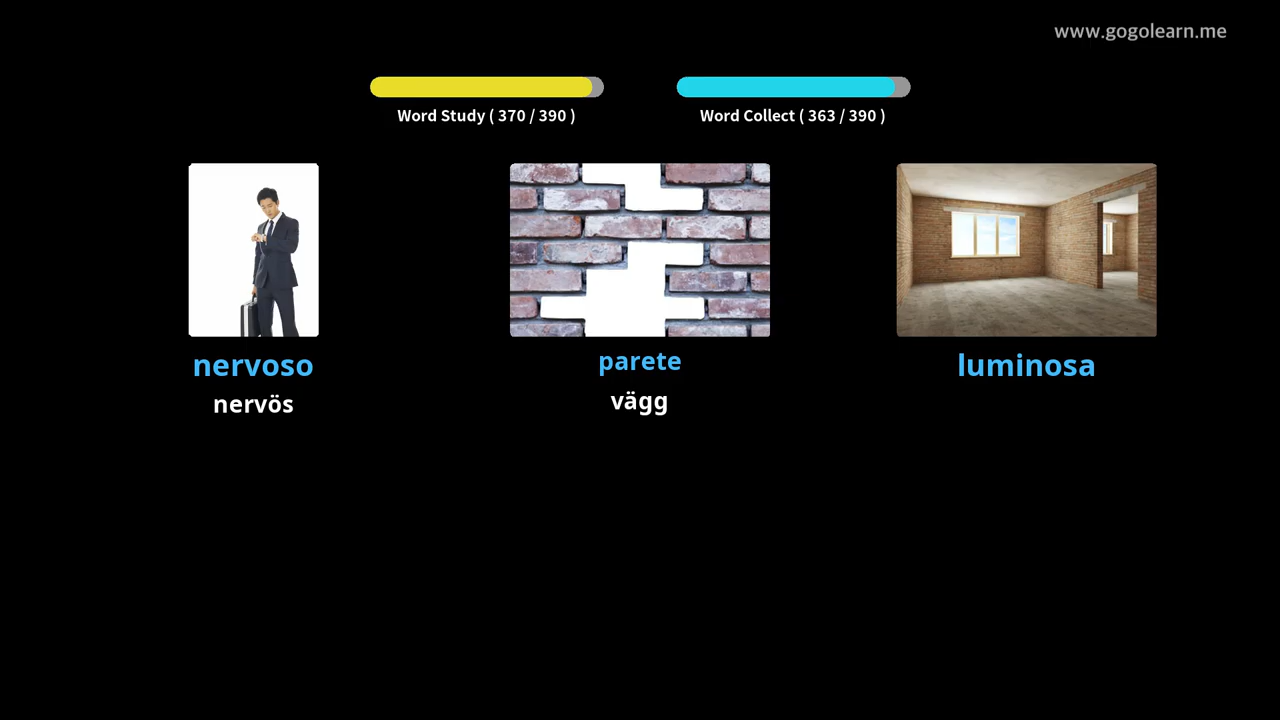 www.gogolearn.me
Word Study ( 370 / 390 )
Word Collect ( 363 / 390 )
nervoso
nervös
parete
vägg
luminosa